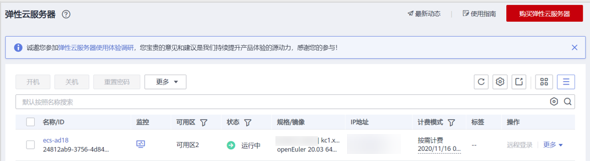 弹性云服务器
最新动态
使用指南
购买弹性云服务器
诚邀您参加弹性云服务器使用体验调研，您宝贵的意见和建议是我们持续提升产品体验的源动力，感谢您的参与！
开机
关机
重置密码
更多
默认按照名称搜索
名称/ID
监控
可用区
状态
规格/镜像
IP地址
计费模式
标签
操作
ecs-ad18
24812ab9-3756-4d84...
可用区2
运行中
| kc1.x...
openEuler 20.03 64...
按需计费
2020/11/16 0...
--
远程登录
更多